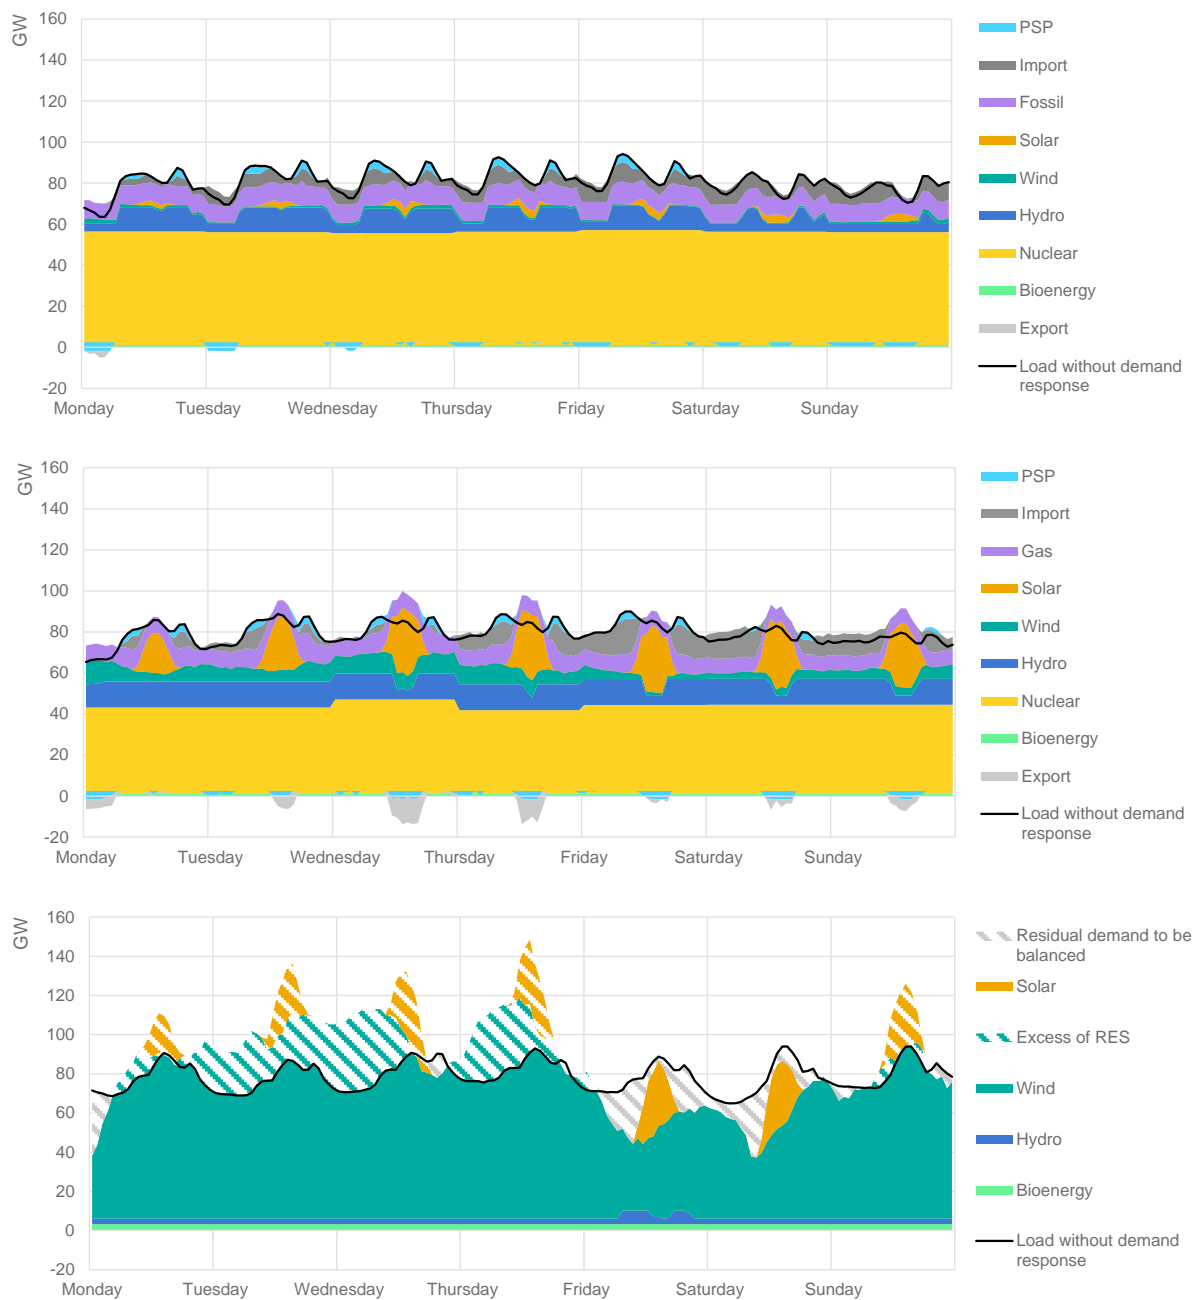 GW
160
140
120
100
80
60
40
20
0
-20
Monday
Tuesday
Wednesday
Thursday
Friday
Saturday
Sunday
PSP
Import
Fossil
Solar
Wind
Hydro
Nuclear
Bioenergy
Export
Load without demand
response
GW
160
140
120
100
80
60
40
20
0
-20
Monday
Tuesday
Wednesday
Thursday
Friday
Saturday
Sunday
PSP
Import
Gas
Solar
Wind
Hydro
Nuclear
Bioenergy
Export
Load without demand
response
GW
160
140
120
100
80
60
40
20
0
-20
Monday
Tuesday
Wednesday
Thursday
Friday
Saturday
Sunday
Residual demand to be
balanced
Solar
Excess of RES
Wind
Hydro
Bioenergy
Load without demand
response